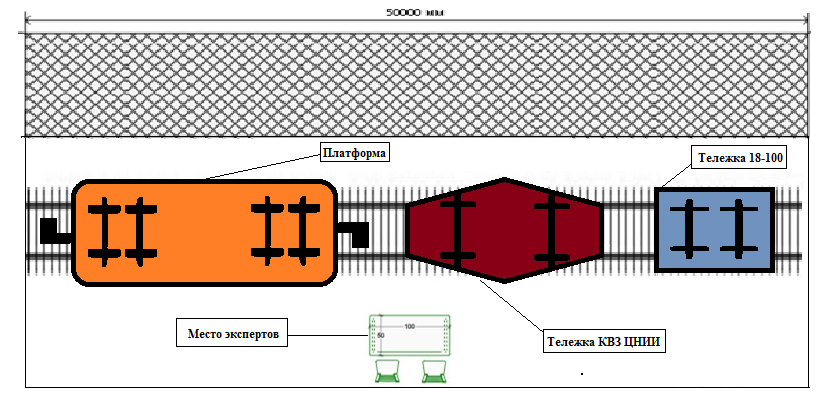 50000 мм
Платформа
Тележка 18-100
100
50
Место экспертов
Тележка КВЗ ЦНИИ